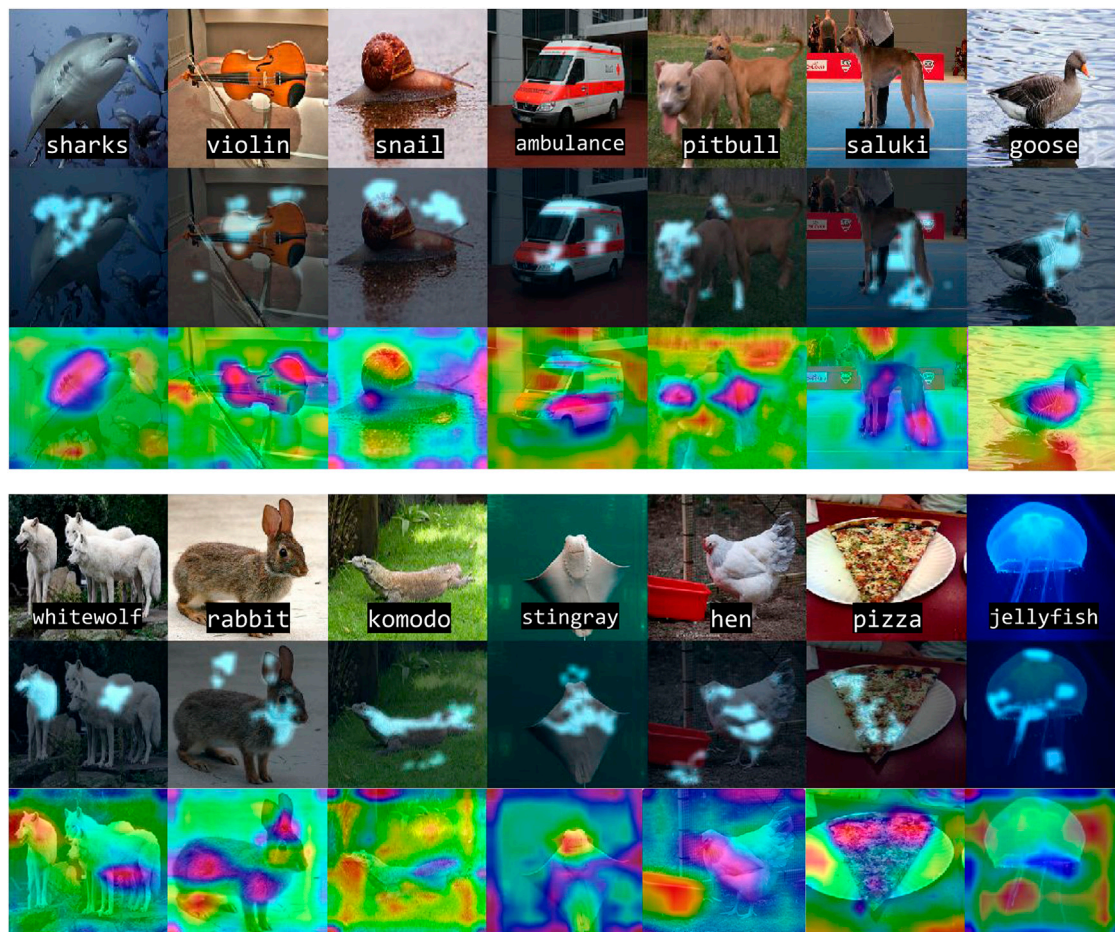 sharks
violin
snail
ambulance
pitbull
saluki
goose
whitewolf
rabbit
komodo
stingray
hen
pizza
jellyfish